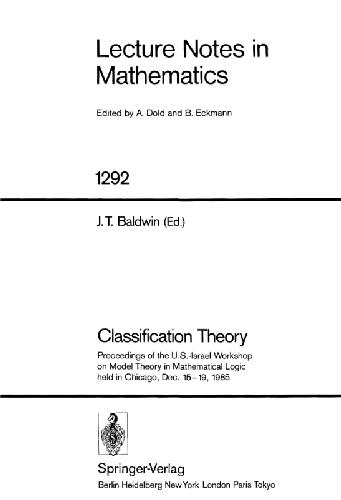 Lecture Notes in
Mathematics
Edited by A. Dold and B. Eckmann
1292
J.T. Baldwin (Ed.)
Classification Theory
Proceedings of the U.S.-Israel Workshop
on Model Theory in Mathematical Logic
held in Chicago, Dec. 15–19, 1985
Springer-Verlag
Berlin Heidelberg New York London Paris Tokyo